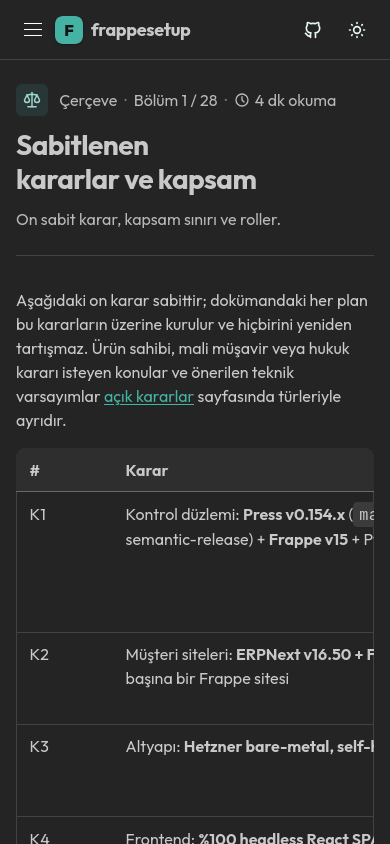 F frappesetup
Çerçeve · Bölüm 1 / 28 · 4 dk okuma
Sabitlenen
kararlar ve kapsam
On sabit karar, kapsam sınırı ve roller.
Aşağıdaki on karar sabittir; dokümandaki her plan
bu kararların üzerine kurulur ve hiçbirini yeniden
tartışmaz. Ürün sahibi, mali müşavir veya hukuk
kararı isteyen konular ve önerilen teknik
varsayımlar açık kararlar sayfasında türleriyle
ayrıdır.
# Karar
K1 Kontrol düzlemi: Press v0.154.x (
semantic-release) + Frappe v15 +
K2 Müşteri siteleri: ERPNext v16.50 +
başına bir Frappe sitesi
K3 Altyapı: Hetzner bare-metal,
K4 Frontend: %100 headless React